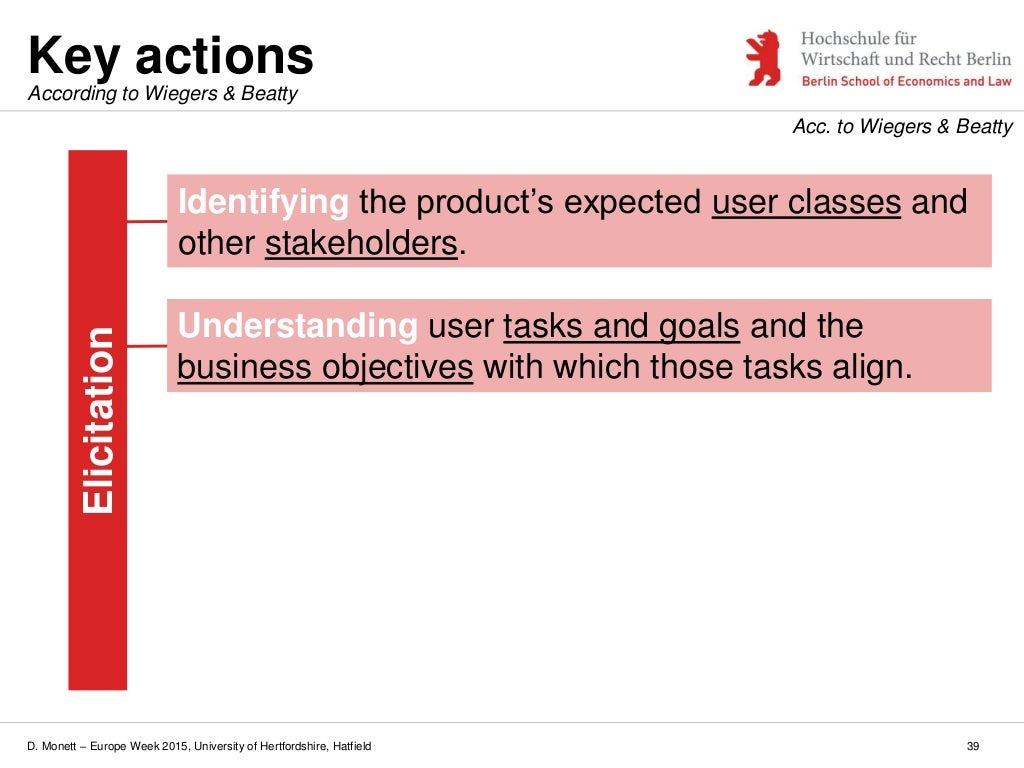 Key actions
According to Wiegers & Beatty
Hochschule für
Wirtschaft und Recht Berlin
Berlin School of Economics and Law
Acc. to Wiegers & Beatty
Elicitation
Identifying the product’s expected user classes and
other stakeholders.
Understanding user tasks and goals and the
business objectives with which those tasks align.
D. Monett – Europe Week 2015, University of Hertfordshire, Hatfield
39